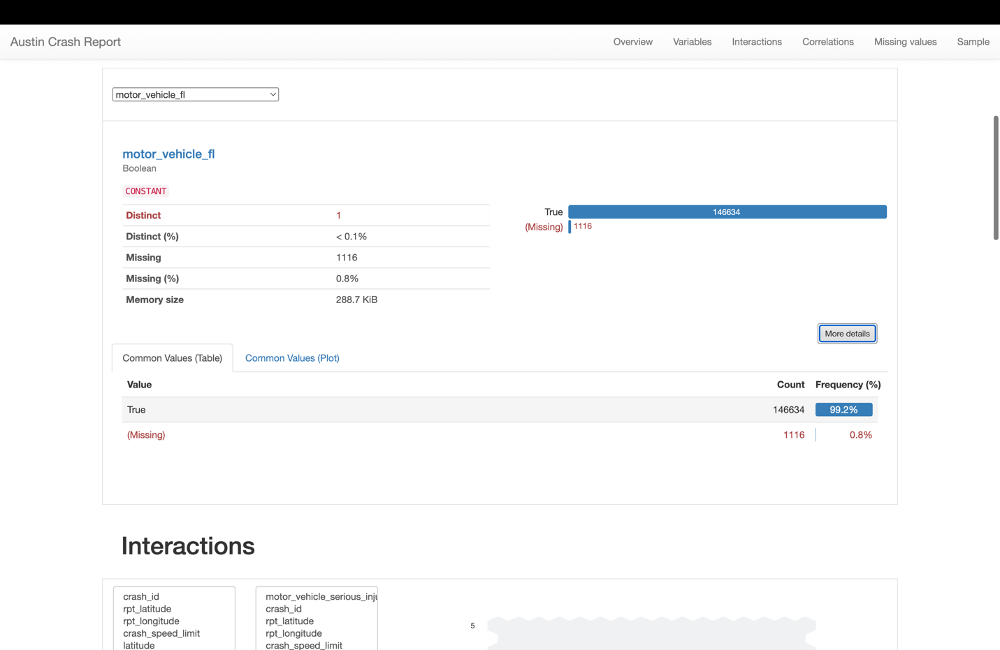 Austin Crash Report Overview Variables Interactions Correlations Missing values Sample
motor_vehicle_fl
motor_vehicle_fl
Boolean
CONSTANT
Distinct 1
Distinct (%) < 0.1%
Missing 1116
Missing (%) 0.8%
Memory size 288.7 KiB
True 146634
(Missing) 1116
More details
Common Values (Table) Common Values (Plot)
Value Count Frequency (%)
True 146634 99.2%
(Missing) 1116 0.8%
Interactions
crash_id
rpt_latitude
rpt_longitude
crash_speed_limit
latitude
motor_vehicle_serious_inju
crash_id
rpt_latitude
rpt_longitude
crash_speed_limit
5